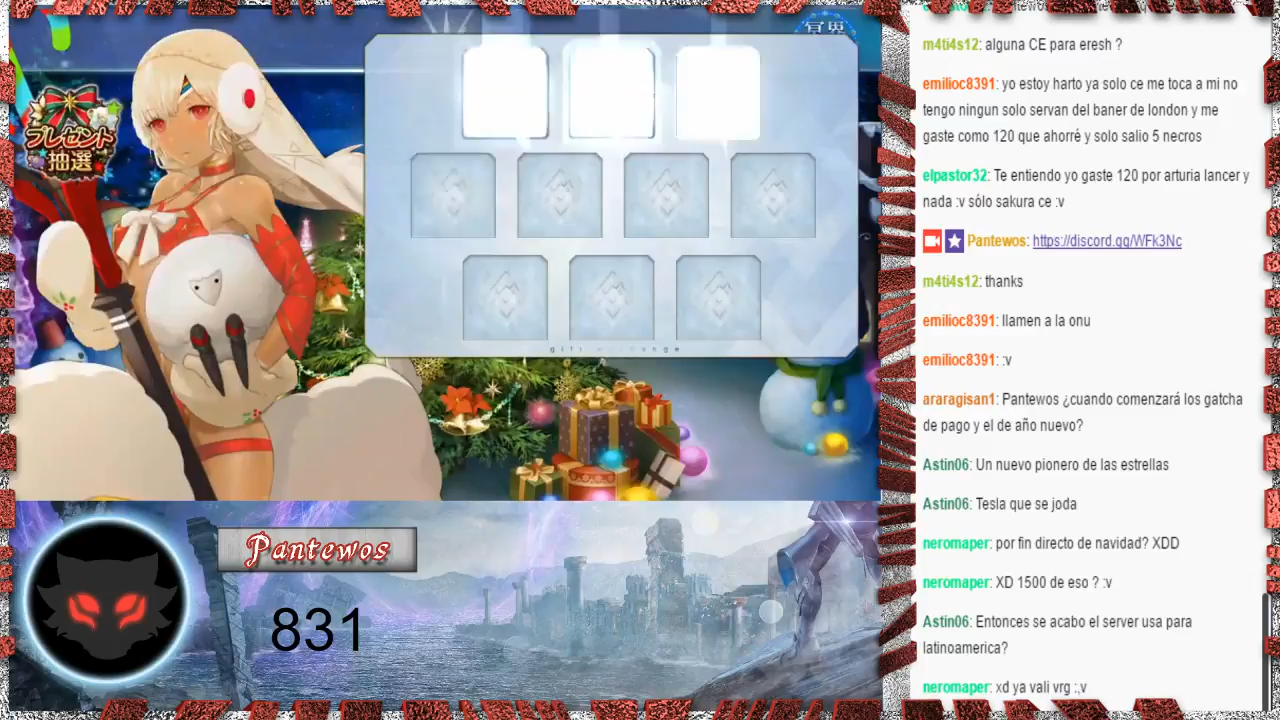 冥界
プレゼント
抽選
Pantewos
831
m4ti4s12: alguna CE para eresh ?
emilioc8391: yo estoy harto ya solo ce me toca a mi no
tengo ningun solo servan del baner de london y me
gaste como 120 que ahorré y solo salio 5 necros
elpastor32: Te entiendo yo gaste 120 por arturia lancer y
nada :v sólo sakura ce :v
Pantewos: https://discord.gg/WFk3Nc
m4ti4s12: thanks
emilioc8391: llamen a la onu
emilioc8391: :v
araragisan1: Pantewos ¿cuando comenzará los gatcha
de pago y el de año nuevo?
Astin06: Un nuevo pionero de las estrellas
Astin06: Tesla que se joda
neromaper: por fin directo de navidad? XDD
neromaper: XD 1500 de eso ? :v
Astin06: Entonces se acabo el server usa para
latinoamerica?
neromaper: xd ya vali vrg :,v